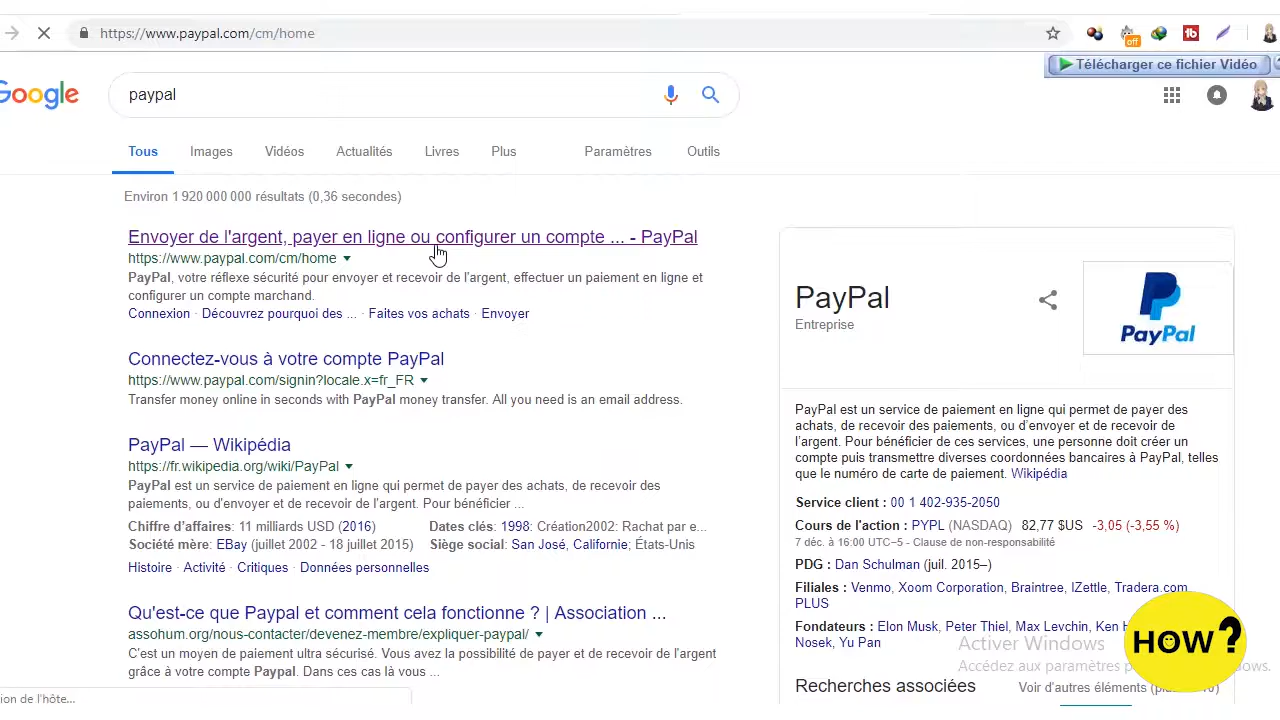 https://www.paypal.com/cm/home
off
Télécharger ce fichier Vidéo
Google
paypal
Tous Images Vidéos Actualités Livres Plus Paramètres Outils
Environ 1 920 000 000 résultats (0,36 secondes)
Envoyer de l'argent, payer en ligne ou configurer un compte ... - PayPal
https://www.paypal.com/cm/home
PayPal, votre réflexe sécurité pour envoyer et recevoir de l'argent, effectuer un paiement en ligne et
configurer un compte marchand.
Connexion · Découvrez pourquoi des ... · Faites vos achats · Envoyer
Connectez-vous à votre compte PayPal
https://www.paypal.com/signin?locale.x=fr_FR
Transfer money online in seconds with PayPal money transfer. All you need is an email address.
PayPal — Wikipédia
https://fr.wikipedia.org/wiki/PayPal
PayPal est un service de paiement en ligne qui permet de payer des achats, de recevoir des
paiements, ou d'envoyer et de recevoir de l'argent. Pour bénéficier ...
Chiffre d'affaires: 11 milliards USD (2016) Dates clés: 1998: Création2002: Rachat par e...
Société mère: EBay (juillet 2002 - 18 juillet 2015) Siège social: San José, Californie; États-Unis
Histoire · Activité · Critiques · Données personnelles
Qu'est-ce que Paypal et comment cela fonctionne ? | Association ...
assohum.org/nous-contacter/devenez-membre/expliquer-paypal/
C'est un moyen de paiement ultra sécurisé. Vous avez la possibilité de payer et de recevoir de l'argent
grâce à votre compte Paypal. Dans ces cas là vous ...
ion de l'hôte...
PayPal
Entreprise
PayPal
PayPal est un service de paiement en ligne qui permet de payer des
achats, de recevoir des paiements, ou d'envoyer et de recevoir de
l'argent. Pour bénéficier de ces services, une personne doit créer un
compte puis transmettre diverses coordonnées bancaires à PayPal, telles
que le numéro de carte de paiement. Wikipédia
Service client : 00 1 402-935-2050
Cours de l'action : PYPL (NASDAQ) 82,77 $US -3,05 (-3,55 %)
7 déc. à 16:00 UTC−5 - Clause de non-responsabilité
PDG : Dan Schulman (juil. 2015–)
Filiales : Venmo, Xoom Corporation, Braintree, IZettle, Tradera.com,
PLUS
Fondateurs : Elon Musk, Peter Thiel, Max Levchin, Ken
Nosek, Yu Pan
Activer Windows
Accédez aux paramètres
HOW?
Recherches associées Voir d'autres éléments